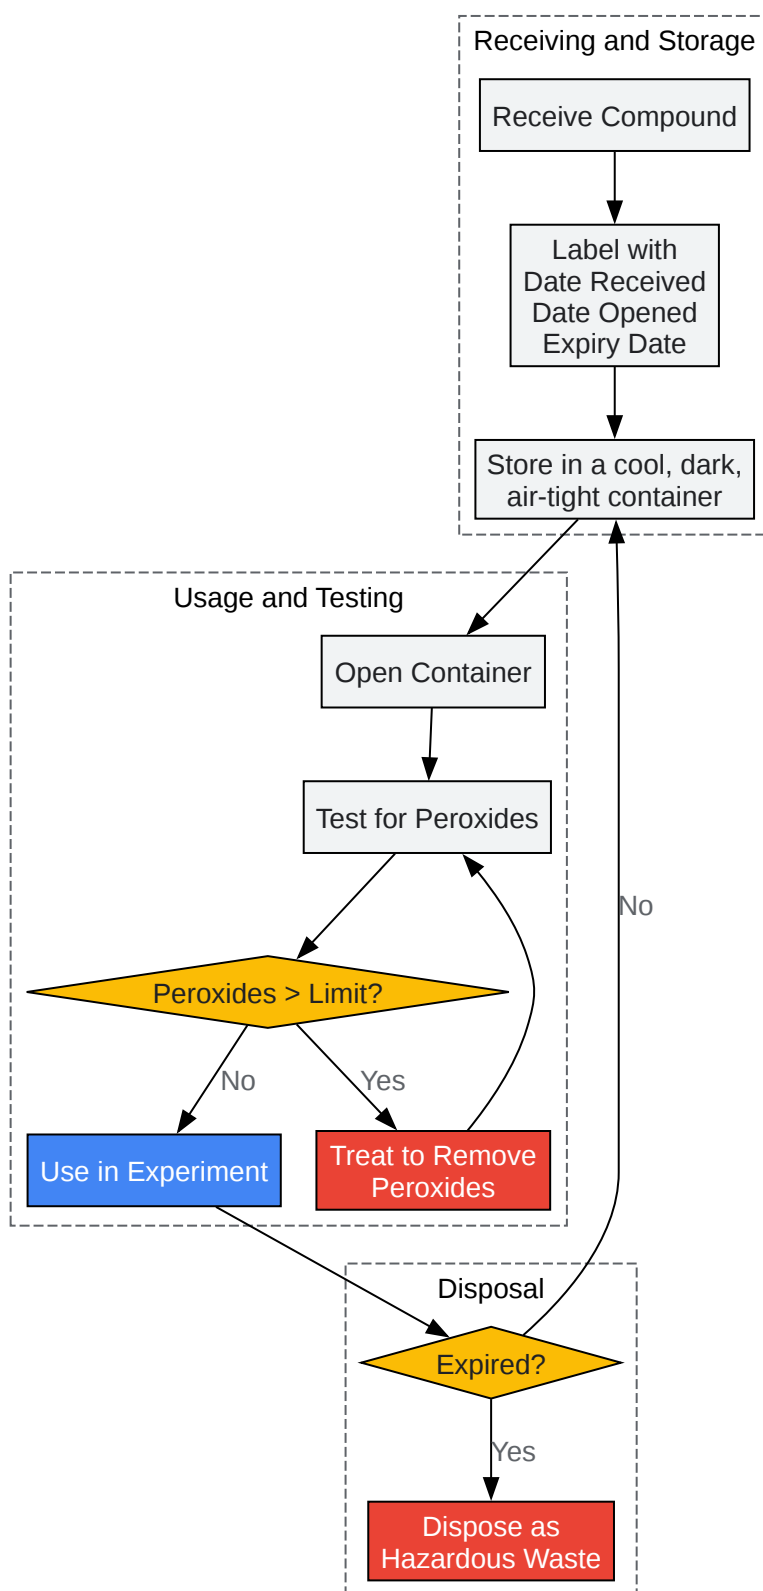 Receiving and Storage
Receive Compound
Label with
Date Received
Date Opened
Expiry Date
Store in a cool, dark,
air-tight container
Usage and Testing
Open Container
Test for Peroxides
No
Peroxides > Limit?
No
Yes
Use in Experiment
Treat to Remove
Peroxides
Disposal
Expired?
Yes
Dispose as
Hazardous Waste